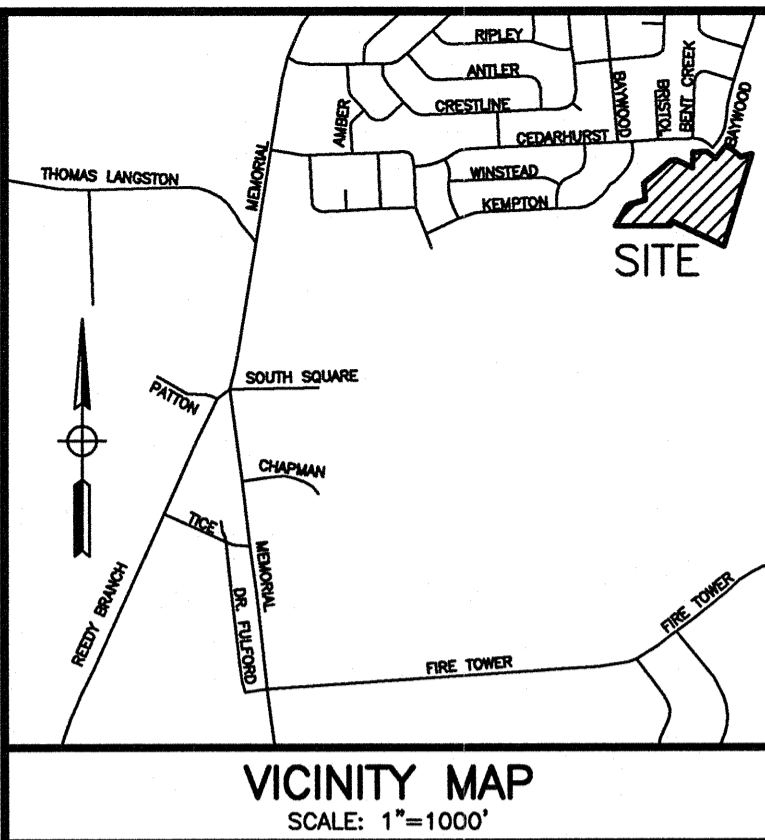 RIPLEY
ANTLER
CRESTLINE
AMBER
BAYWOOD
BRISTOL
BENT CREEK
BAYWOOD
CEDARHURST
MEMORIAL
THOMAS LANGSTON
WINSTEAD
KEMPTON
SITE
SOUTH SQUARE
PATTON
CHAPMAN
TICE
MEMORIAL
DR. FULFORD
REEDY BRANCH
FIRE TOWER
FIRE TOWER
VICINITY MAP
SCALE: 1"=1000'